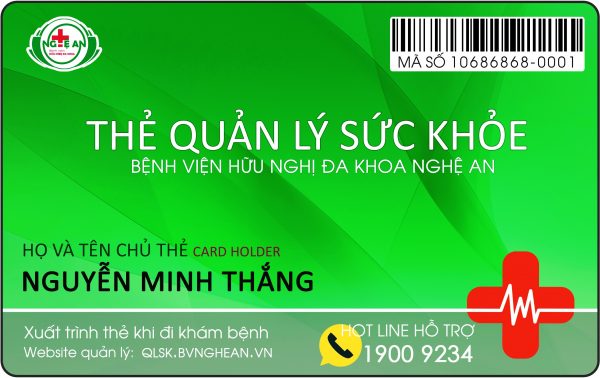 NGHỆ AN
MÃ SỐ 10686868-0001
THẺ QUẢN LÝ SỨC KHỎE
BỆNH VIỆN HỮU NGHỊ ĐA KHOA NGHỆ AN
HỌ VÀ TÊN CHỦ THẺ CARD HOLDER
NGUYỄN MINH THẮNG
Xuất trình thẻ khi đi khám bệnh
Website quản lý: QLSK.BVNGHEAN.VN
HOT LINE HỖ TRỢ
1900 9234